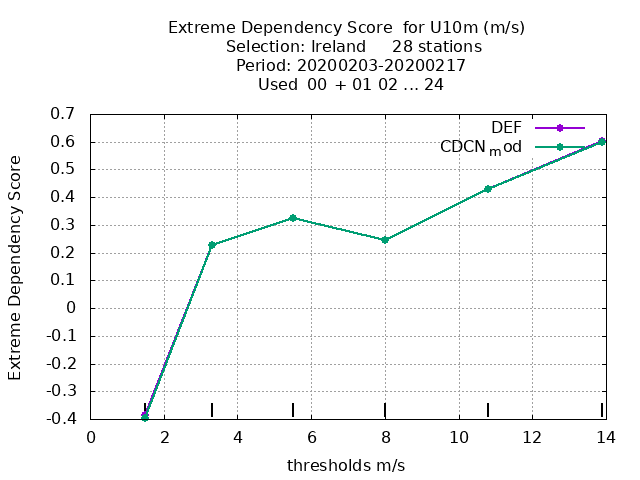 Extreme Dependency Score  for U10m (m/s)
Selection: Ireland     28 stations
Period: 20200203-20200217
Used  00 + 01 02 ... 24
DEF
CDCN_mod
Extreme Dependency Score
0.7
0.6
0.5
0.4
0.3
0.2
0.1
0
-0.1
-0.2
-0.3
-0.4
0 2 4 6 8 10 12 14
thresholds m/s